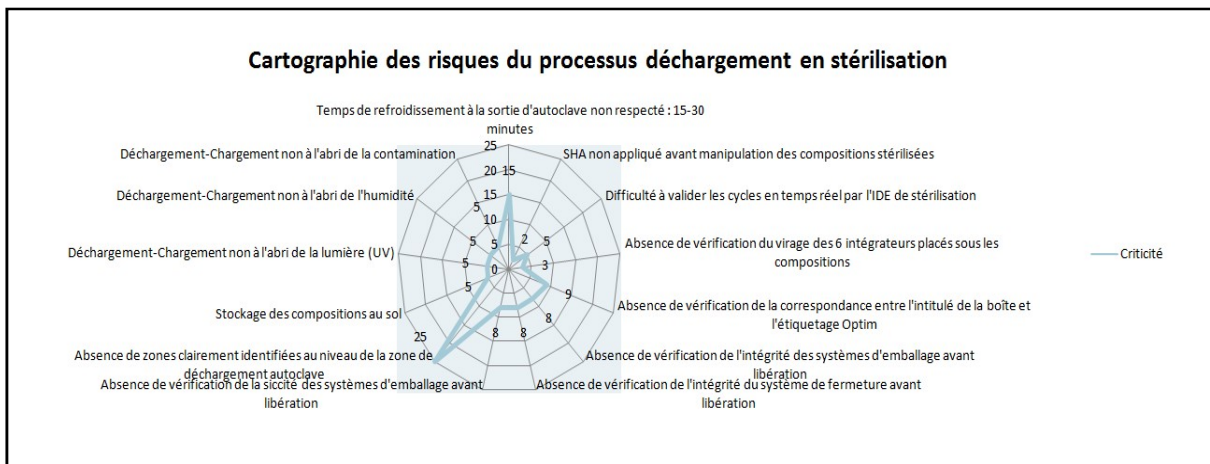 Cartographie des risques du processus déchargement en stérilisation
Temps de refroidissement à la sortie d'autoclave non respecté : 15-30
minutes
Déchargement-Chargement non à l'abri de la contamination
SHA non appliqué avant manipulation des compositions stérilisées
Déchargement-Chargement non à l'abri de l'humidité
Difficulté à valider les cycles en temps réel par l'IDE de stérilisation
Déchargement-Chargement non à l'abri de la lumière (UV)
Absence de vérification du virage des 6 intégrateurs placés sous les
compositions
Stockage des compositions au sol
Absence de vérification de la correspondance entre l'intitulé de la boîte et
l'étiquetage Optim
Absence de zones clairement identifiées au niveau de la zone de
déchargement autoclave
Absence de vérification de l'intégrité des systèmes d'emballage avant
libération
Absence de vérification de la siccité des systèmes d'emballage avant
libération
Absence de vérification de l'intégrité du système de fermeture avant
libération
25
20
15
10
5
0
15
2
5
3
9
8
8
8
25
5
5
5
5
Criticité